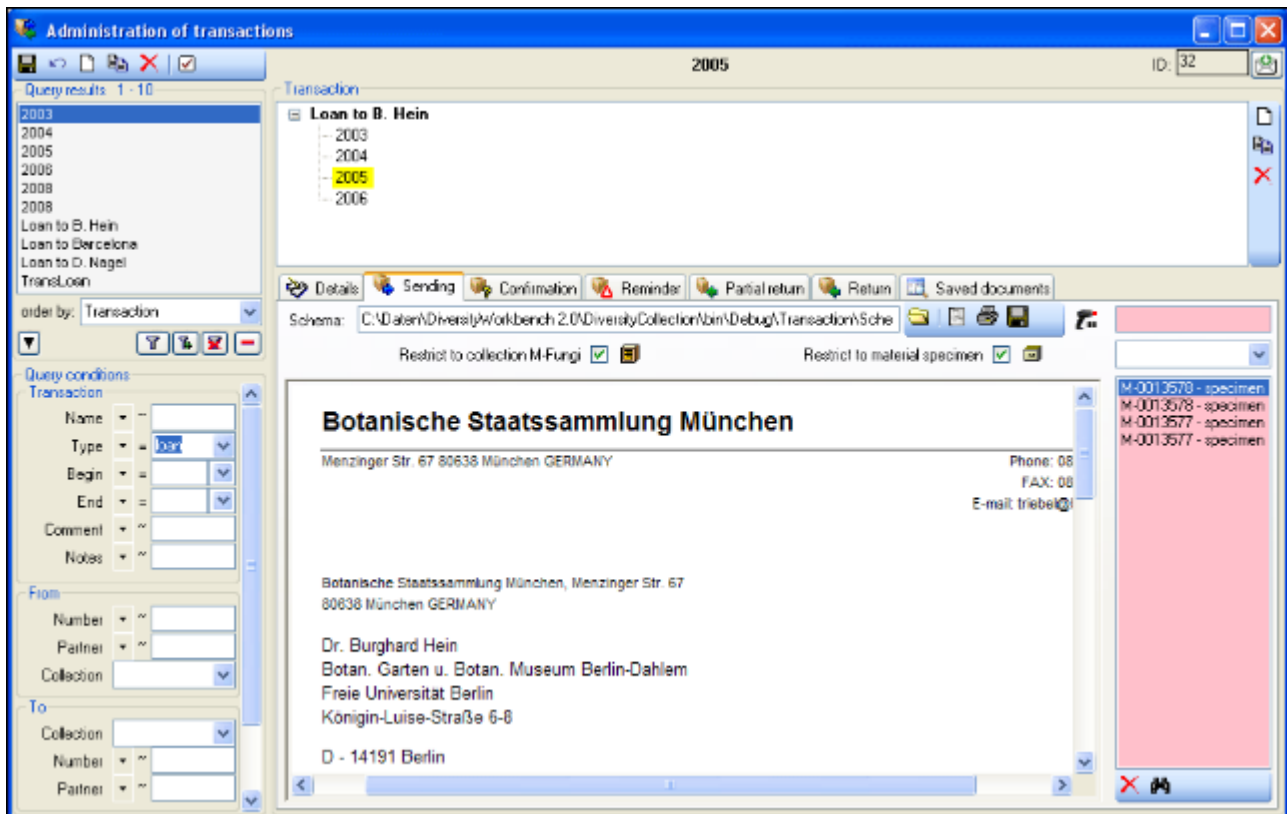 Administration of transactions
2005
ID: 32
Query results 1 - 10
2003
2004
2005
2006
2008
2008
Loan to B. Hein
Loan to Barcelona
Loan to D. Nagel
TransLoan
order by: Transaction
Query conditions
Transaction
Name ~
Type = loan
Begin =
End =
Comment ~
Notes ~
From
Number ~
Partner ~
Collection
To
Collection
Number ~
Partner ~
Transaction
Loan to B. Hein
2003
2004
2005
2006
Details Sending Confirmation Reminder Partial return Return Saved documents
Schema: C:\Daten\DiversityWorkbench 2.0\DiversityCollection\bin\Debug\Transaction\Sche
Restrict to collection M-Fungi Restrict to material specimen
Botanische Staatssammlung München
Menzinger Str. 67 80638 München GERMANY
Phone: 08
FAX: 08
E-mail: triebel@
Botanische Staatssammlung München, Menzinger Str. 67
80638 München GERMANY
Dr. Burghard Hein
Botan. Garten u. Botan. Museum Berlin-Dahlem
Freie Universität Berlin
Königin-Luise-Straße 6-8
D - 14191 Berlin
M-0013578 - specimen
M-0013578 - specimen
M-0013577 - specimen
M-0013577 - specimen